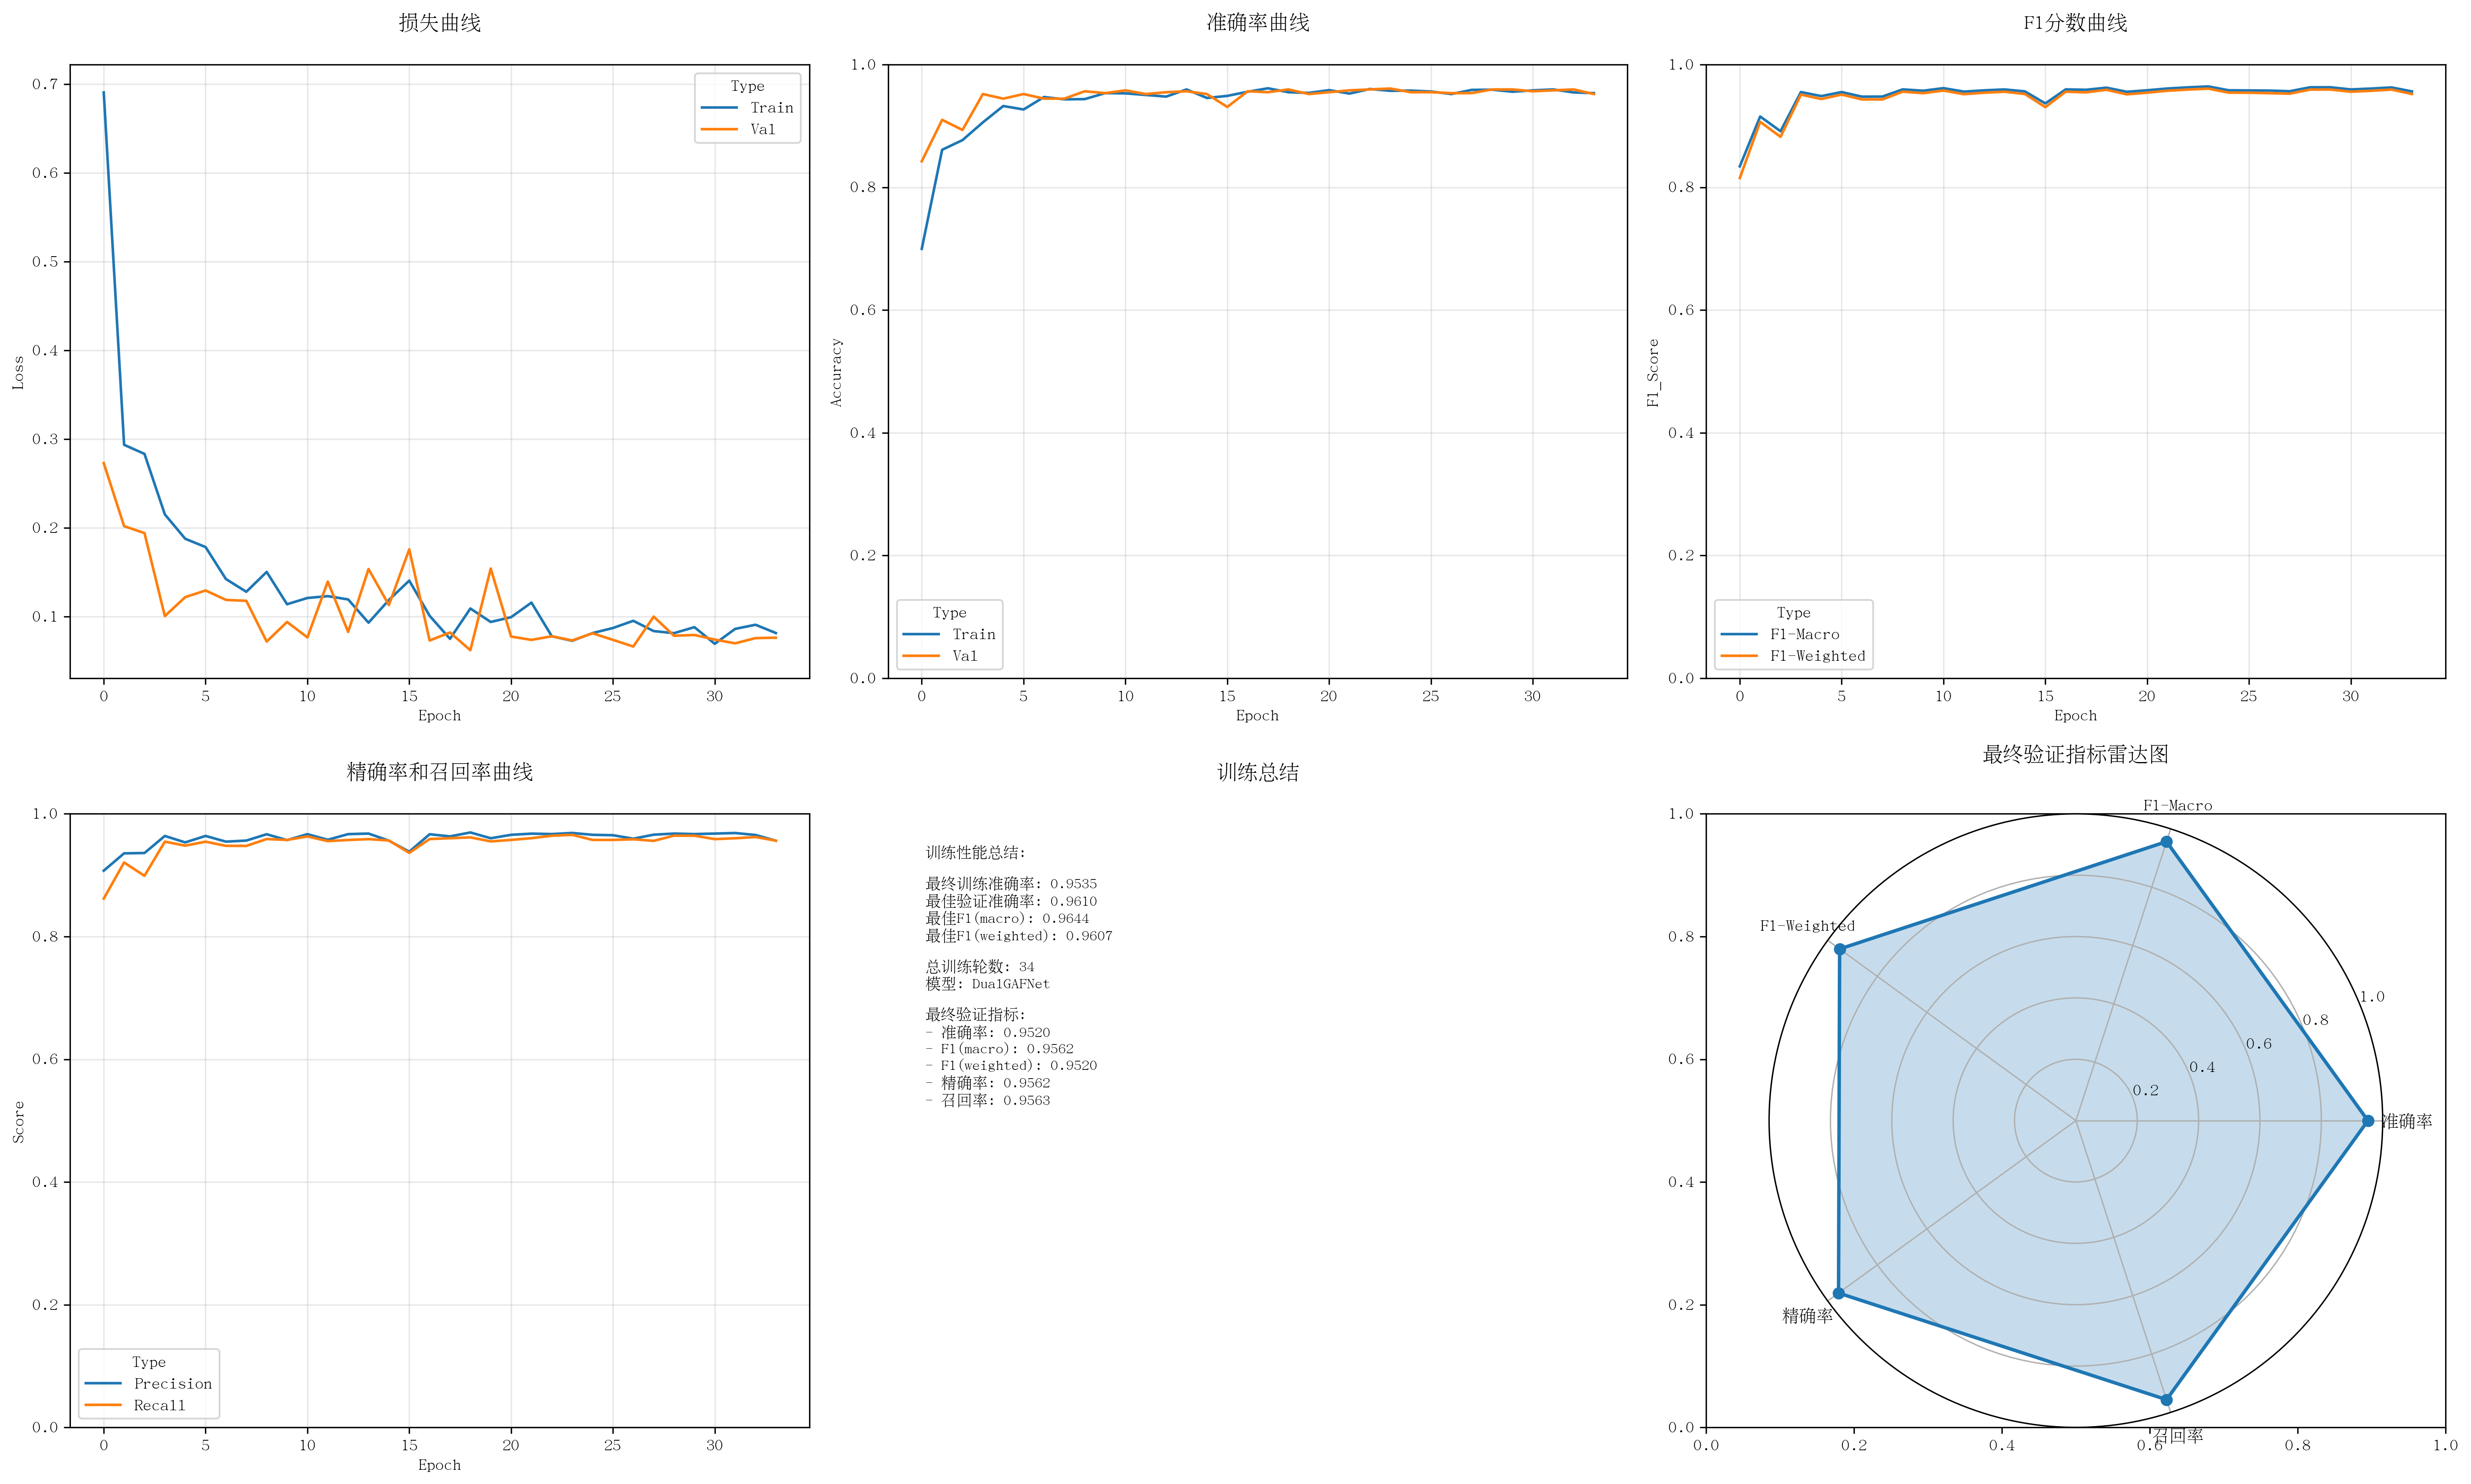 损失曲线
0.7
0.6
0.5
0.4
0.3
0.2
0.1
Loss
Type
Train
Val
0 5 10 15 20 25 30
Epoch
准确率曲线
1.0
0.8
0.6
0.4
0.2
0.0
Accuracy
Type
Train
Val
0 5 10 15 20 25 30
Epoch
F1分数曲线
1.0
0.8
0.6
0.4
0.2
0.0
F1_Score
Type
F1-Macro
F1-Weighted
0 5 10 15 20 25 30
Epoch
精确率和召回率曲线
1.0
0.8
0.6
0.4
0.2
0.0
Score
Type
Precision
Recall
0 5 10 15 20 25 30
Epoch
训练总结
训练性能总结:
最终训练准确率: 0.9535
最佳验证准确率: 0.9610
最佳F1(macro): 0.9644
最佳F1(weighted): 0.9607
总训练轮数: 34
模型: DualGAFNet
最终验证指标:
- 准确率: 0.9520
- F1(macro): 0.9562
- F1(weighted): 0.9520
- 精确率: 0.9562
- 召回率: 0.9563
最终验证指标雷达图
1.0
0.8
0.6
0.4
0.2
0.0
F1-Macro
F1-Weighted
1.0
0.8
0.6
0.4
0.2
准确率
精确率
召回率
0.0 0.2 0.4 0.6 0.8 1.0